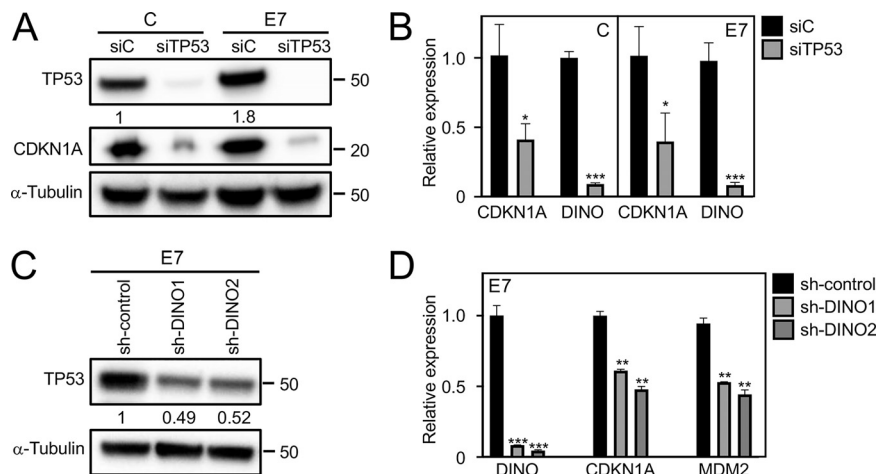 A
C E7
siC siTP53 siC siTP53
TP53 50
1 1.8
CDKN1A 20
α-Tubulin 50
B
Relative expression
1.0
0.5
0
C
E7
* *** * ***
CDKN1A DINO CDKN1A DINO
siC
siTP53
C
E7
sh-control
sh-DINO1
sh-DINO2
TP53 50
1 0.49 0.52
α-Tubulin 50
D
Relative expression
1.0
0.5
0
E7
*** *** ** ** ** **
DINO CDKN1A MDM2
sh-control
sh-DINO1
sh-DINO2